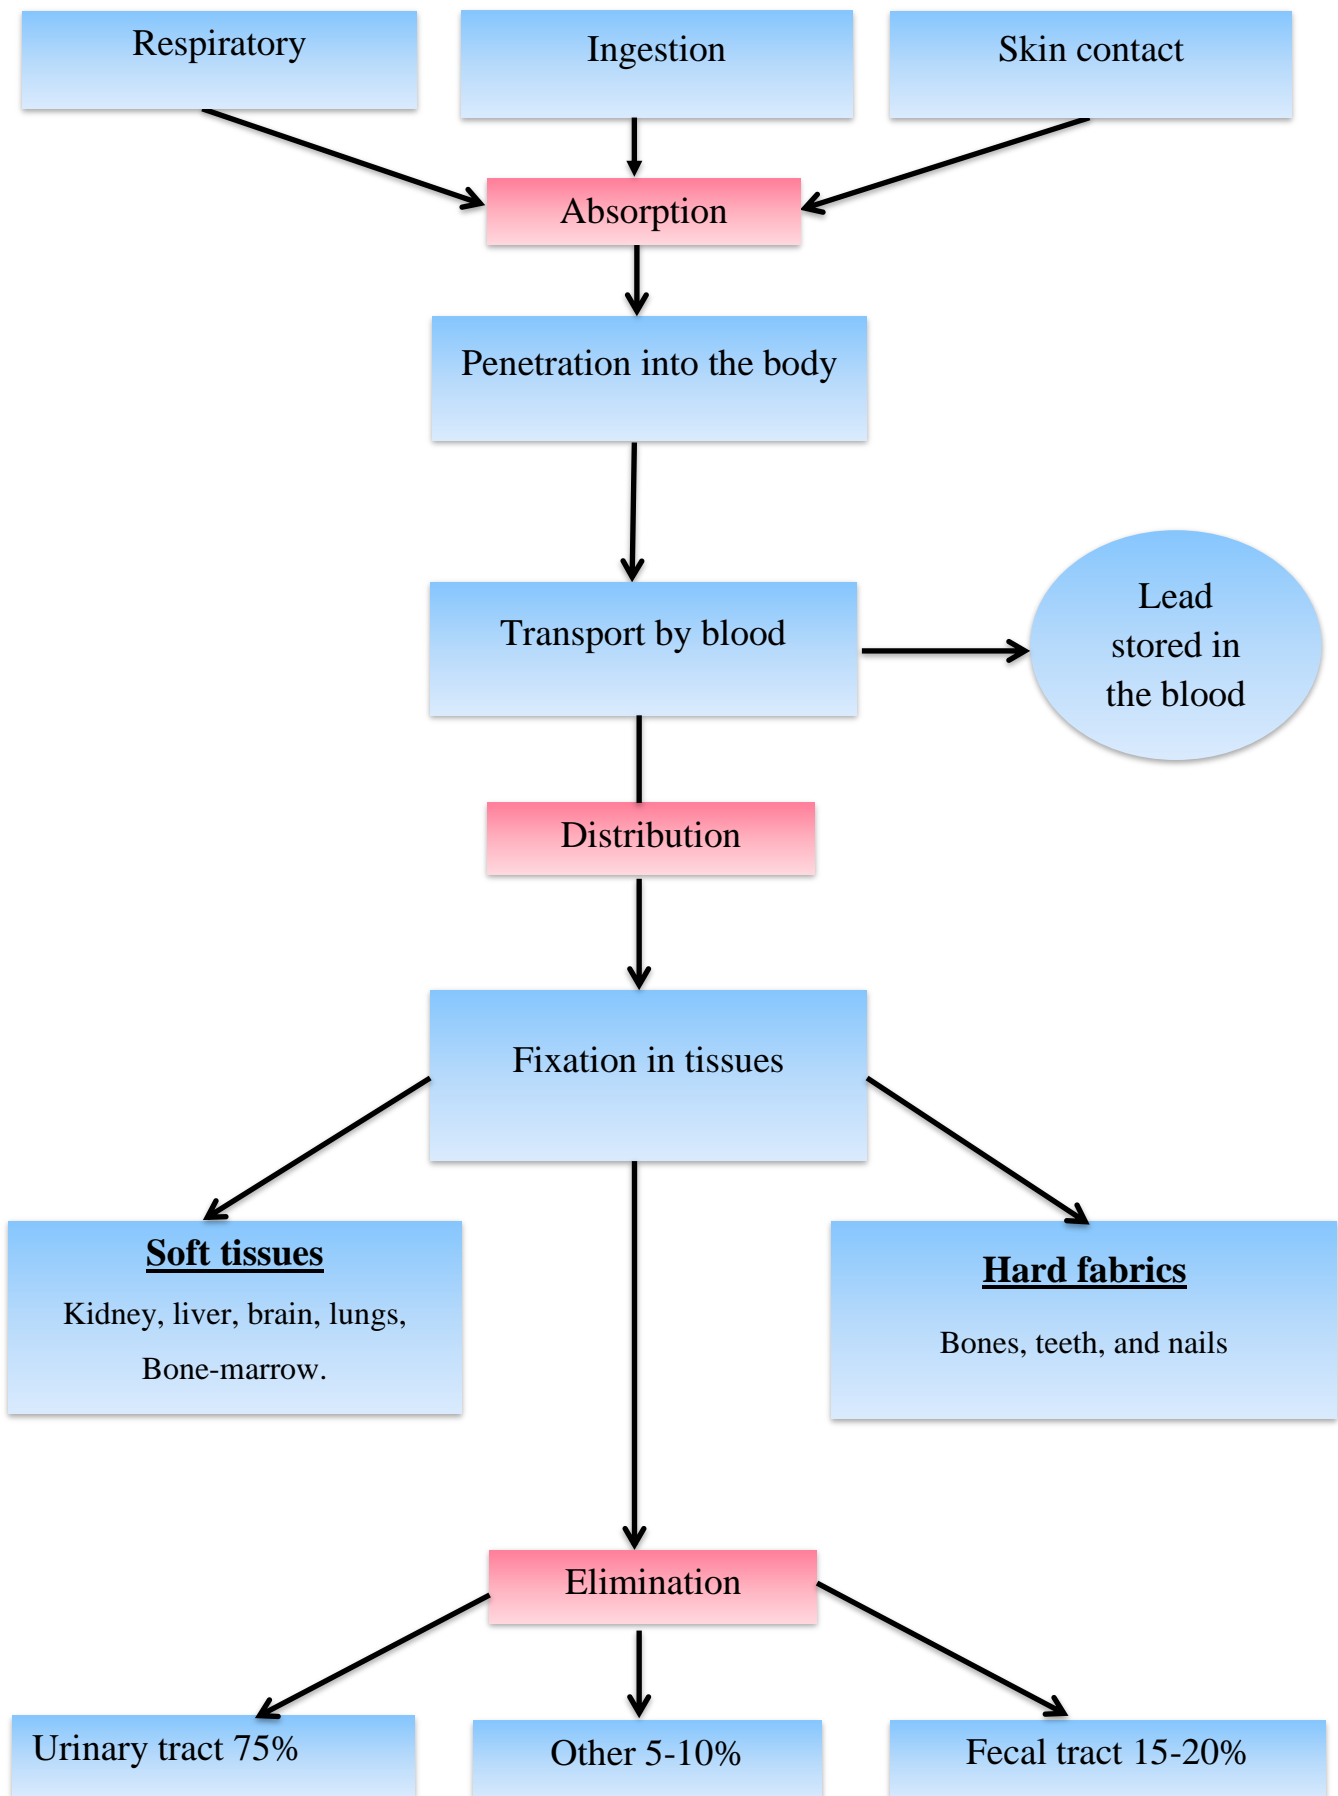 Respiratory
Ingestion
Skin contact
Absorption
Penetration into the body
Transport by blood
Lead
stored in
the blood
Distribution
Fixation in tissues
Soft tissues
Kidney, liver, brain, lungs,
Bone-marrow.
Hard fabrics
Bones, teeth, and nails
Elimination
Urinary tract 75%
Other 5-10%
Fecal tract 15-20%